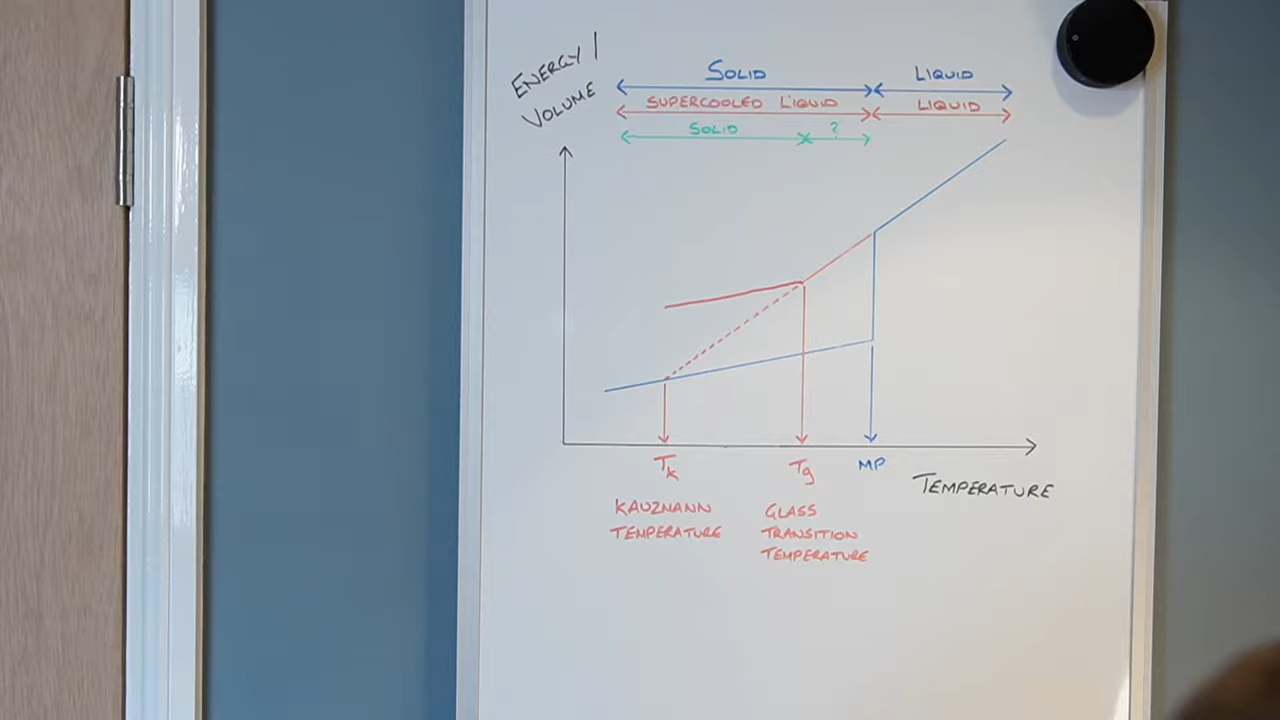 ENERGY /
VOLUME
SOLID LIQUID
SUPERCOOLED LIQUID LIQUID
SOLID ?
Tk Tg MP
TEMPERATURE
KAUZMANN
TEMPERATURE
GLASS
TRANSITION
TEMPERATURE